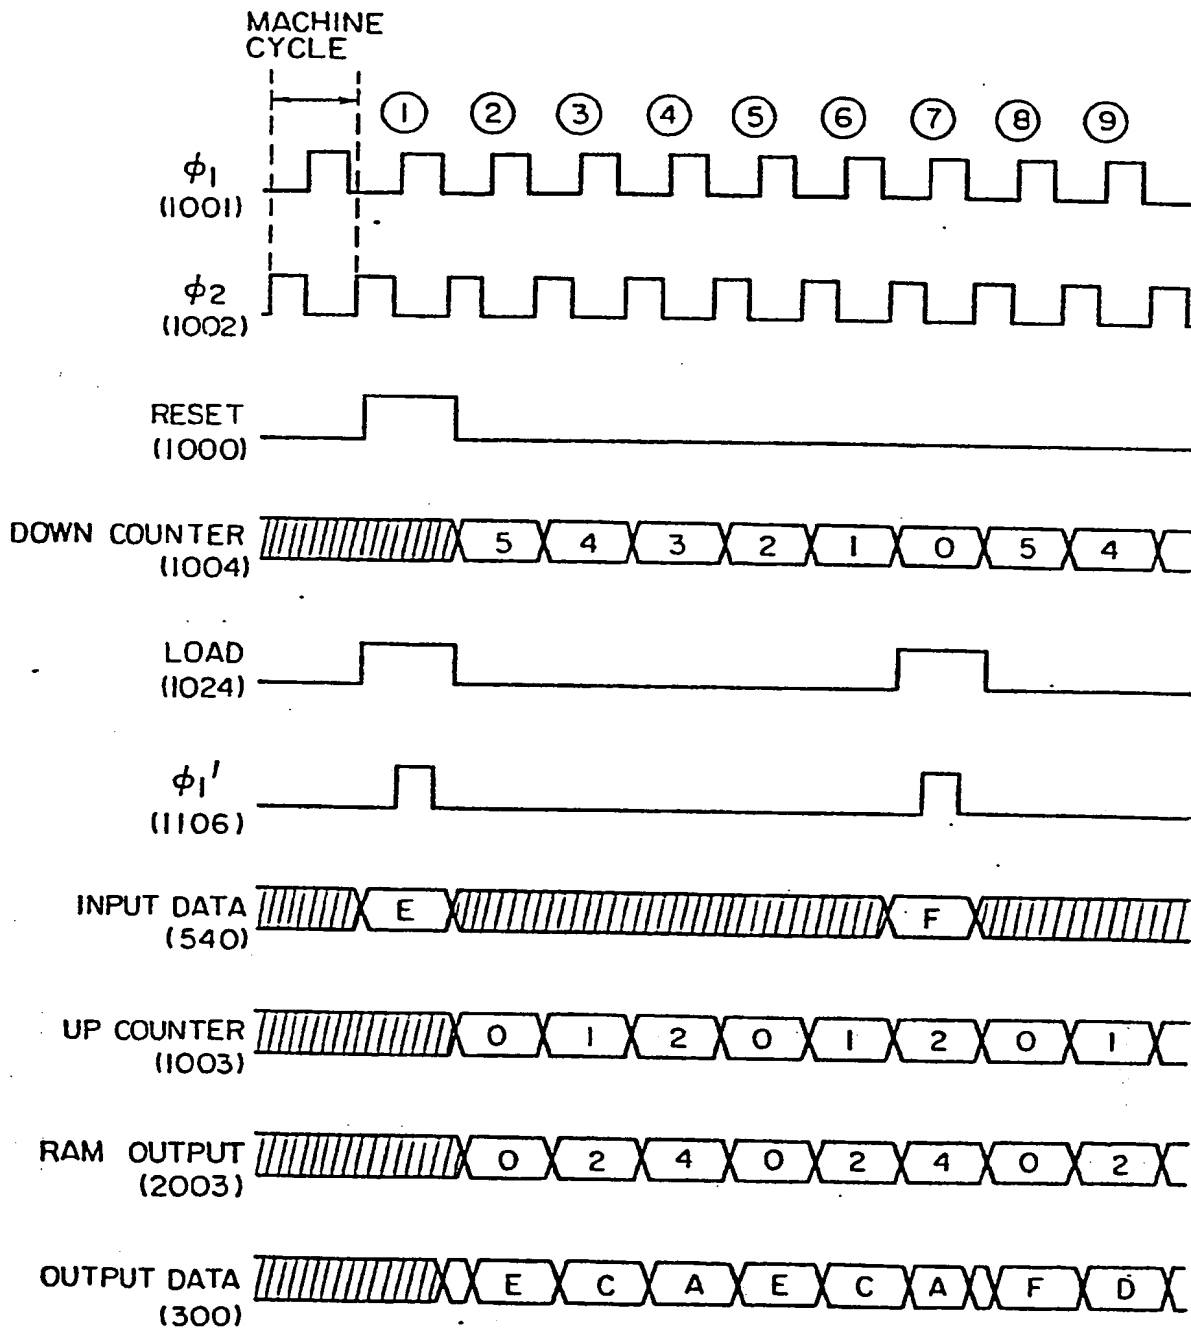 MACHINE
CYCLE
① ② ③ ④ ⑤ ⑥ ⑦ ⑧ ⑨
ϕ1
(1001)
ϕ2
(1002)
RESET
(1000)
DOWN COUNTER 5 4 3 2 1 0 5 4
(1004)
LOAD
(1024)
ϕ1'
(1106)
INPUT DATA E F
(540)
UP COUNTER 0 1 2 0 1 2 0 1
(1003)
RAM OUTPUT 0 2 4 0 2 4 0 2
(2003)
OUTPUT DATA E C A E C A F D
(300)